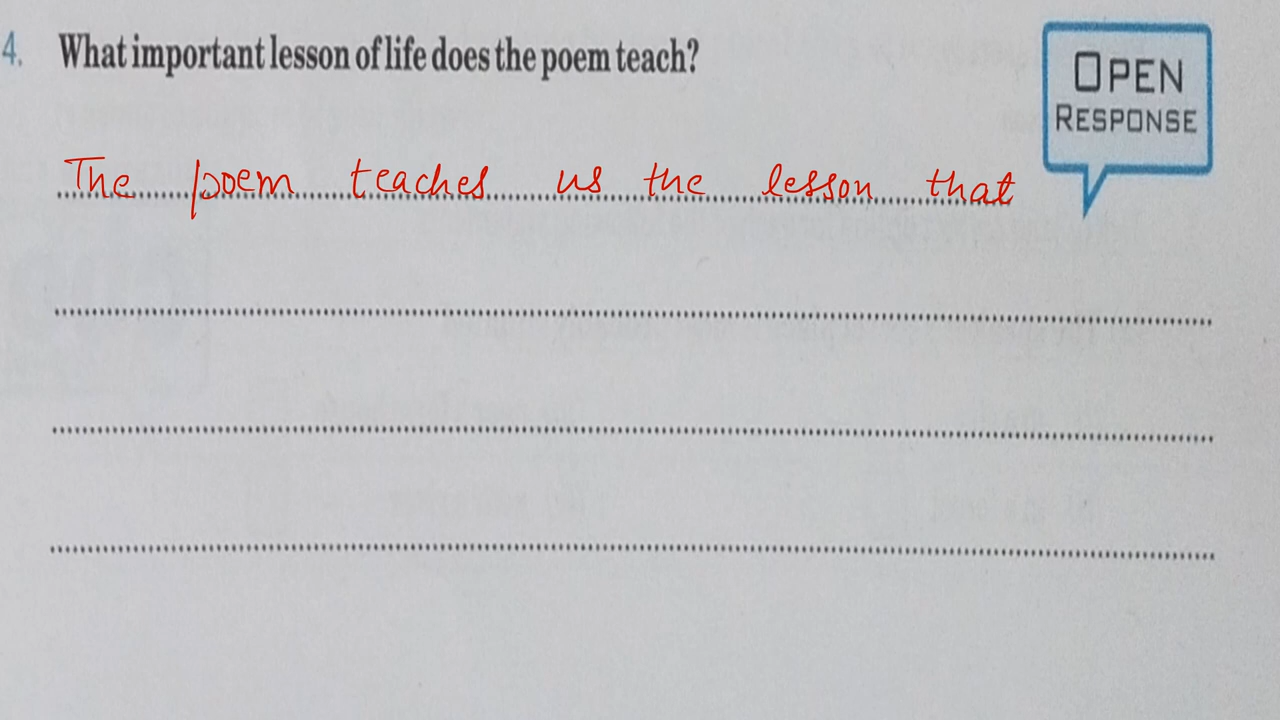 4. What important lesson of life does the poem teach?
OPEN
RESPONSE
The poem teaches us the lesson that